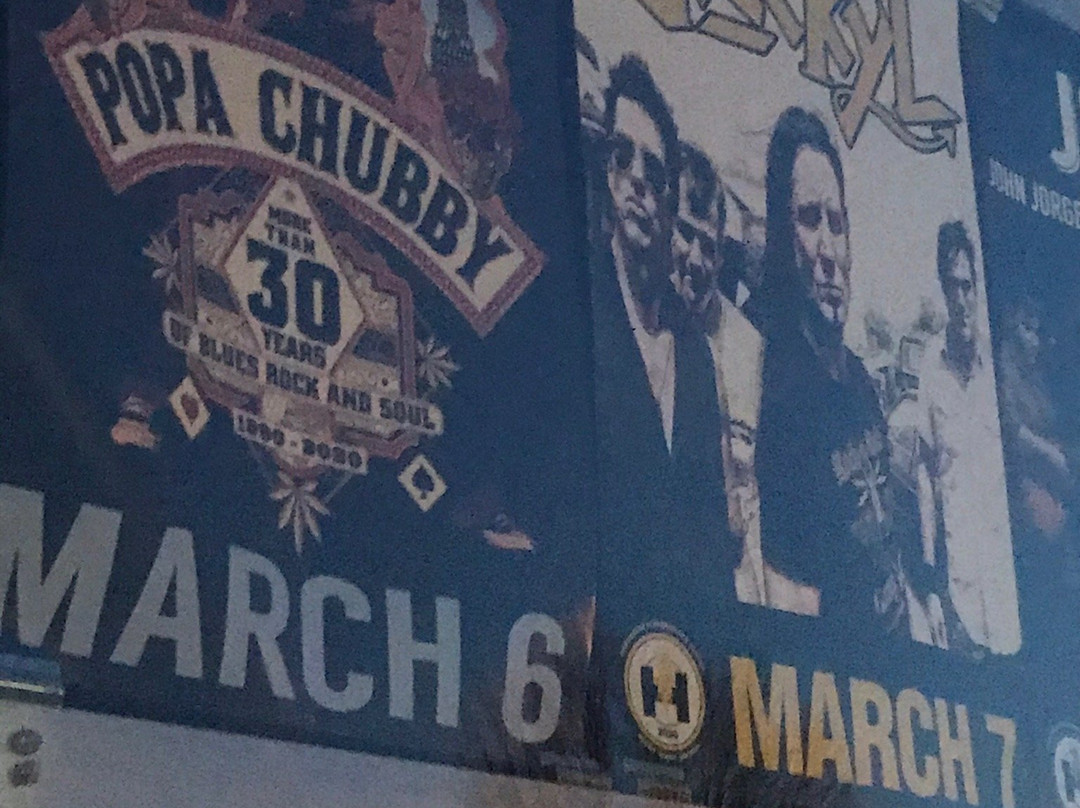 POPA CHUBBY
MORE
THAN
30
YEARS
OF BLUES ROCK AND SOUL
1990 - 2020
MARCH 6
H
MARCH 7
J
JOHN JORGE